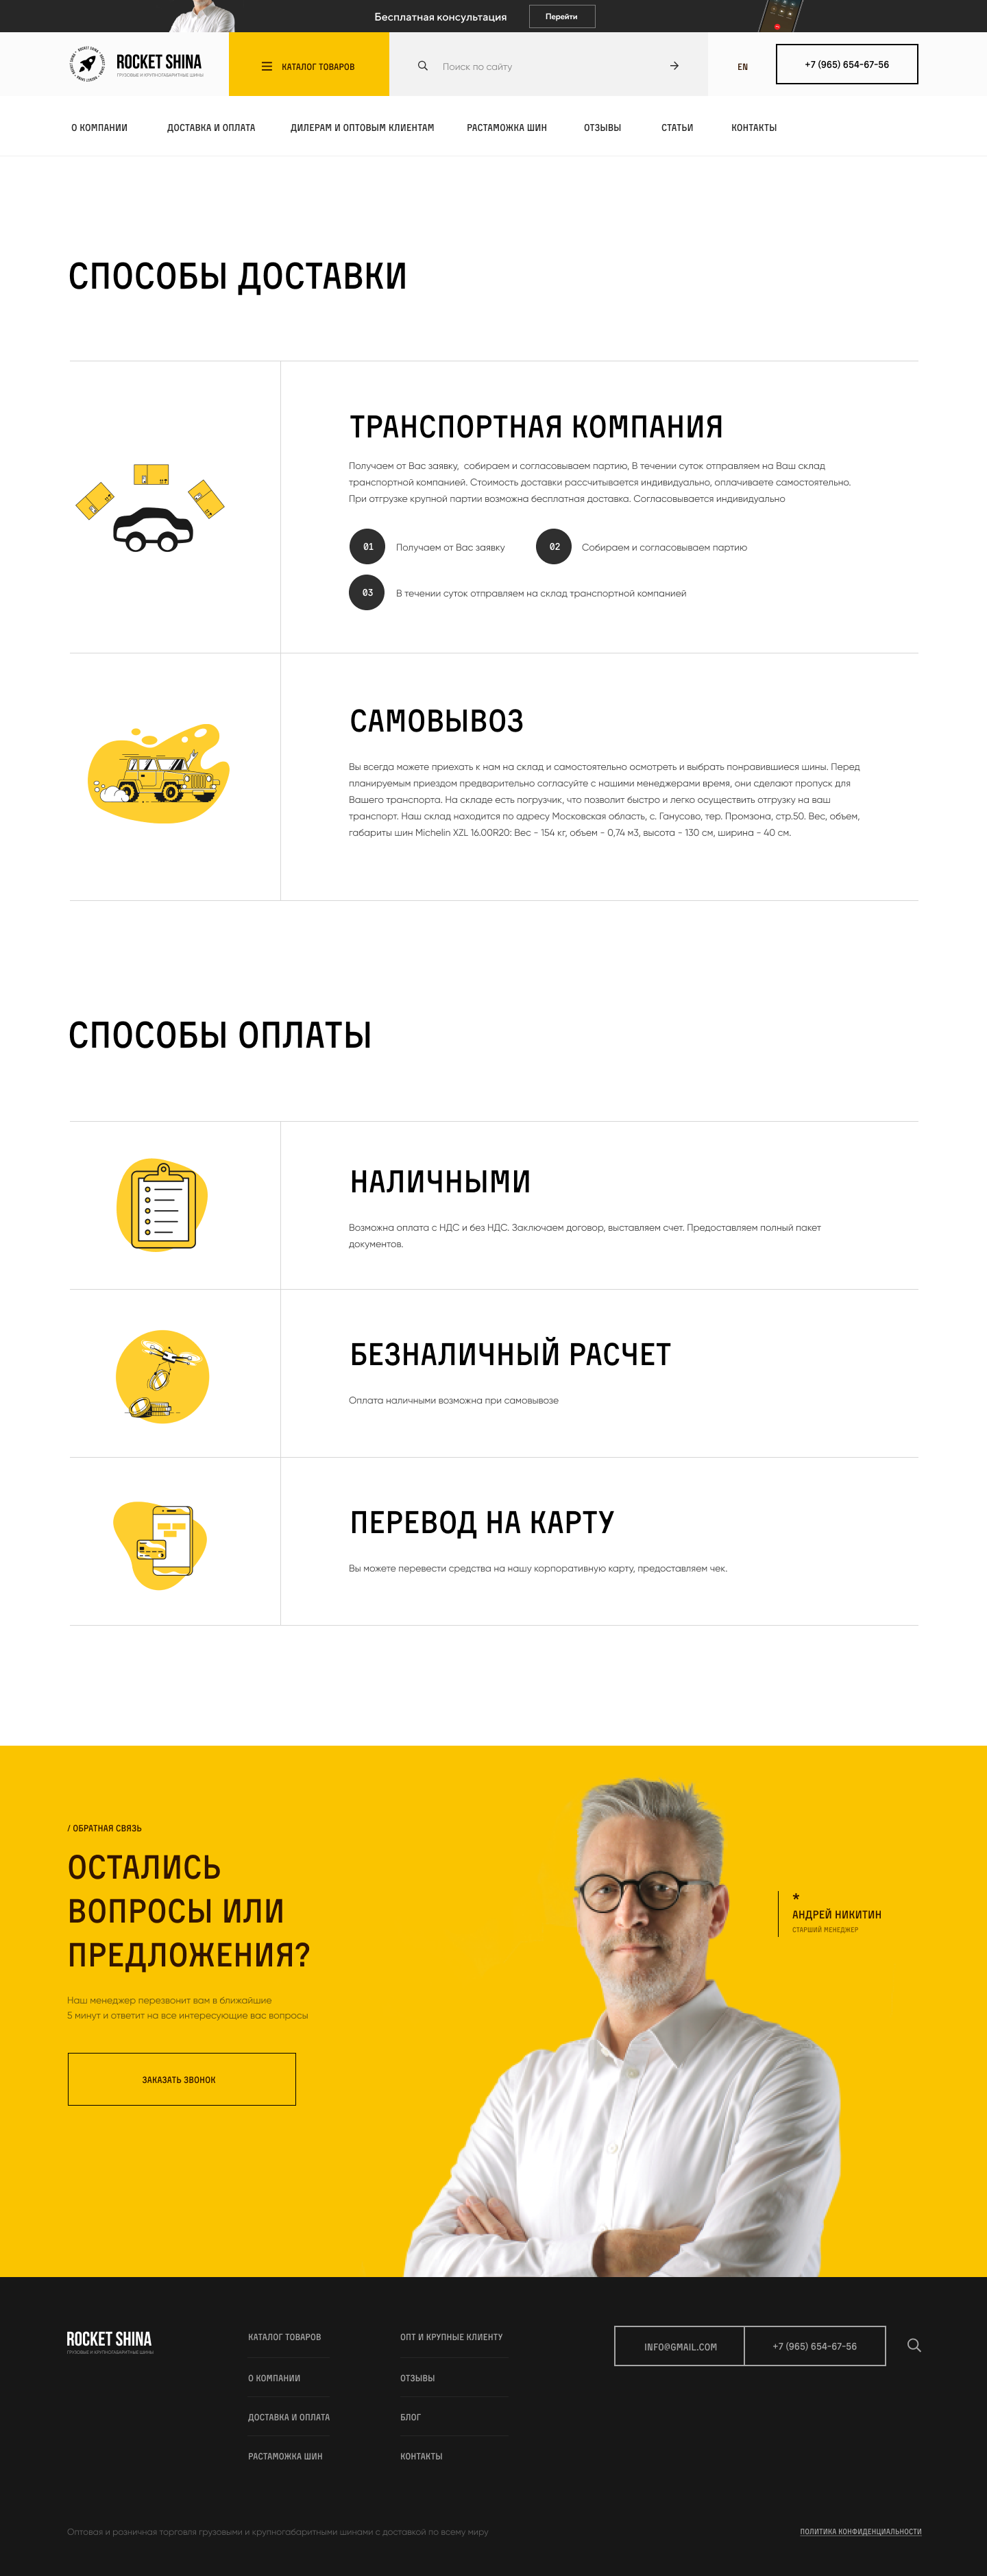 Бесплатная консультация
Перейти
ROCKET SHINA
ГРУЗОВЫЕ И КРУПНОГАБАРИТНЫЕ ШИНЫ
КАТАЛОГ ТОВАРОВ
Поиск по сайту
EN
+7 (965) 654-67-56
О КОМПАНИИ
ДОСТАВКА И ОПЛАТА
ДИЛЕРАМ И ОПТОВЫМ КЛИЕНТАМ
РАСТАМОЖКА ШИН
ОТЗЫВЫ
СТАТЬИ
КОНТАКТЫ
СПОСОБЫ ДОСТАВКИ
ТРАНСПОРТНАЯ КОМПАНИЯ
Получаем от Вас заявку, собираем и согласовываем партию, В течении суток отправляем на Ваш склад
транспортной компанией. Стоимость доставки рассчитывается индивидуально, оплачиваете самостоятельно.
При отгрузке крупной партии возможна бесплатная доставка. Согласовывается индивидуально
01 Получаем от Вас заявку
02 Собираем и согласовываем партию
03 В течении суток отправляем на склад транспортной компанией
САМОВЫВОЗ
Вы всегда можете приехать к нам на склад и самостоятельно осмотреть и выбрать понравившиеся шины. Перед
планируемым приездом предварительно согласуйте с нашими менеджерами время, они сделают пропуск для
Вашего транспорта. На складе есть погрузчик, что позволит быстро и легко осуществить отгрузку на ваш
транспорт. Наш склад находится по адресу Московская область, с. Ганусово, тер. Промзона, стр.50. Вес, объем,
габариты шин Michelin XZL 16.00R20: Вес - 154 кг, объем - 0,74 м3, высота - 130 см, ширина - 40 см.
СПОСОБЫ ОПЛАТЫ
НАЛИЧНЫМИ
Возможна оплата с НДС и без НДС. Заключаем договор, выставляем счет. Предоставляем полный пакет
документов.
БЕЗНАЛИЧНЫЙ РАСЧЕТ
Оплата наличными возможна при самовывозе
ПЕРЕВОД НА КАРТУ
Вы можете перевести средства на нашу корпоративную карту, предоставляем чек.
/ ОБРАТНАЯ СВЯЗЬ
ОСТАЛИСЬ
ВОПРОСЫ ИЛИ
ПРЕДЛОЖЕНИЯ?
Наш менеджер перезвонит вам в ближайшие
5 минут и ответит на все интересующие вас вопросы
ЗАКАЗАТЬ ЗВОНОК
*
АНДРЕЙ НИКИТИН
СТАРШИЙ МЕНЕДЖЕР
ROCKET SHINA
ГРУЗОВЫЕ И КРУПНОГАБАРИТНЫЕ ШИНЫ
КАТАЛОГ ТОВАРОВ
О КОМПАНИИ
ДОСТАВКА И ОПЛАТА
РАСТАМОЖКА ШИН
ОПТ И КРУПНЫЕ КЛИЕНТУ
ОТЗЫВЫ
БЛОГ
КОНТАКТЫ
INFO@GMAIL.COM
+7 (965) 654-67-56
Оптовая и розничная торговля грузовыми и крупногабаритными шинами с доставкой по всему миру
ПОЛИТИКА КОНФИДЕНЦИАЛЬНОСТИ